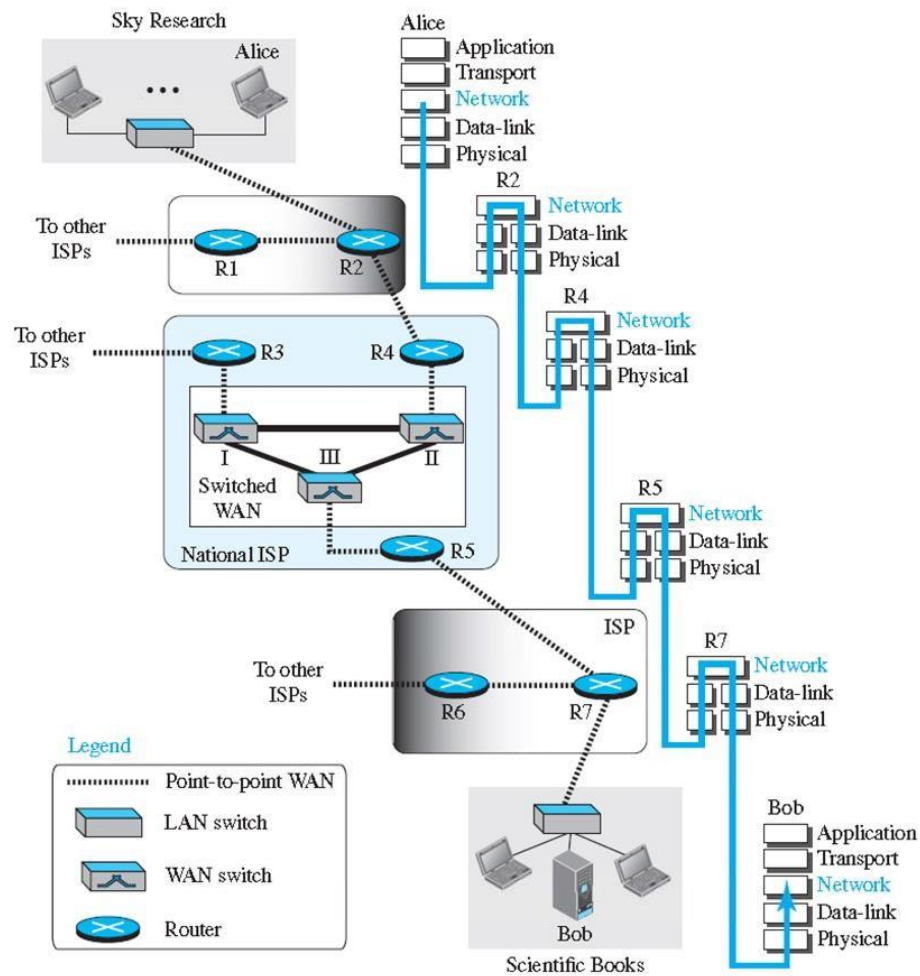 Sky Research
Alice
To other
ISPs
R1
R2
To other
ISPs
R3
R4
I
II
III
Switched
WAN
National ISP
R5
ISP
To other
ISPs
R6
R7
Legend
Point-to-point WAN
LAN switch
WAN switch
Router
Bob
Scientific Books
Alice
Application
Transport
Network
Data-link
Physical
R2
Network
Data-link
Physical
R4
Network
Data-link
Physical
R5
Network
Data-link
Physical
R7
Network
Data-link
Physical
Bob
Application
Transport
Network
Data-link
Physical